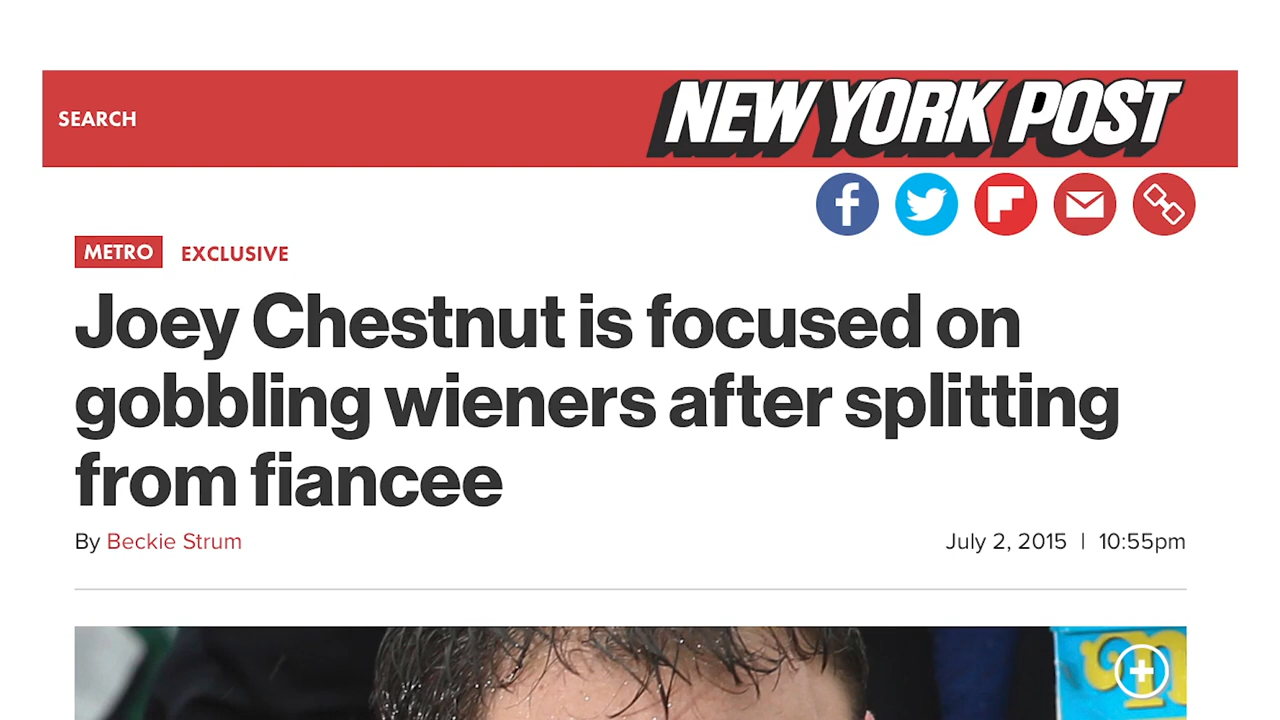 SEARCH
NEW YORK POST
METRO EXCLUSIVE
Joey Chestnut is focused on
gobbling wieners after splitting
from fiancee
By Beckie Strum
July 2, 2015 | 10:55pm